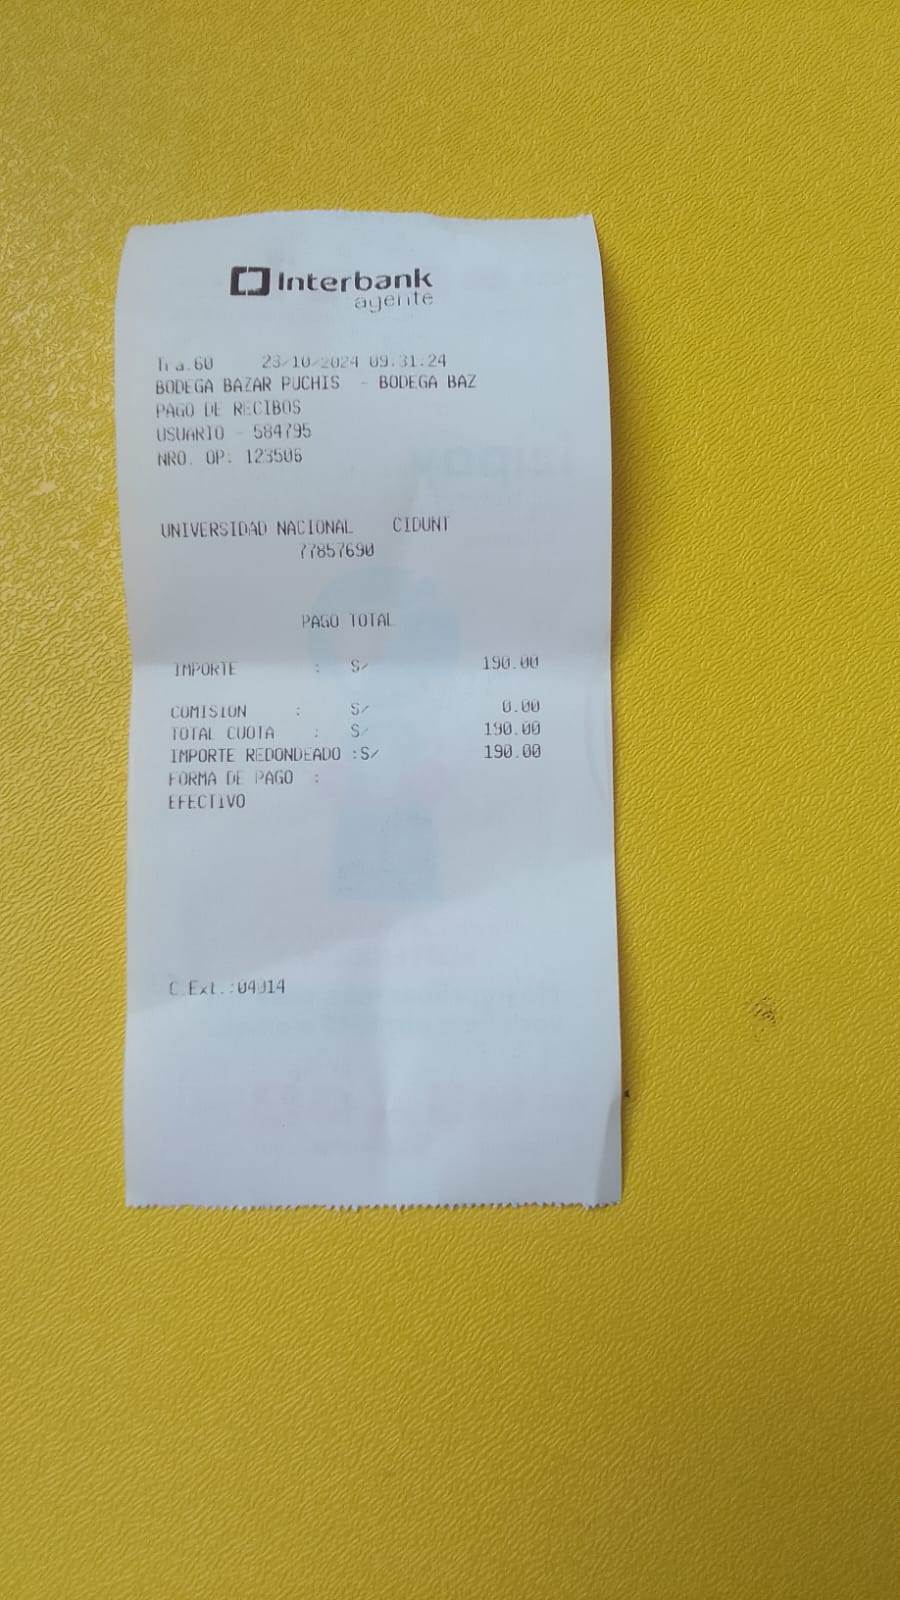 Interbank
agente
Tra.60 23/10/2024 09:31:24
BODEGA BAZAR PUCHIS - BODEGA BAZ
PAGO DE RECIBOS
USUARIO - 584795
NRO. OP: 123506
UNIVERSIDAD NACIONAL CIDUNT
77857690
PAGO TOTAL
IMPORTE : S/ 190.00
COMISION : S/ 0.00
TOTAL CUOTA : S/ 190.00
IMPORTE REDONDEADO :S/ 190.00
FORMA DE PAGO :
EFECTIVO
C.Ext.:04014